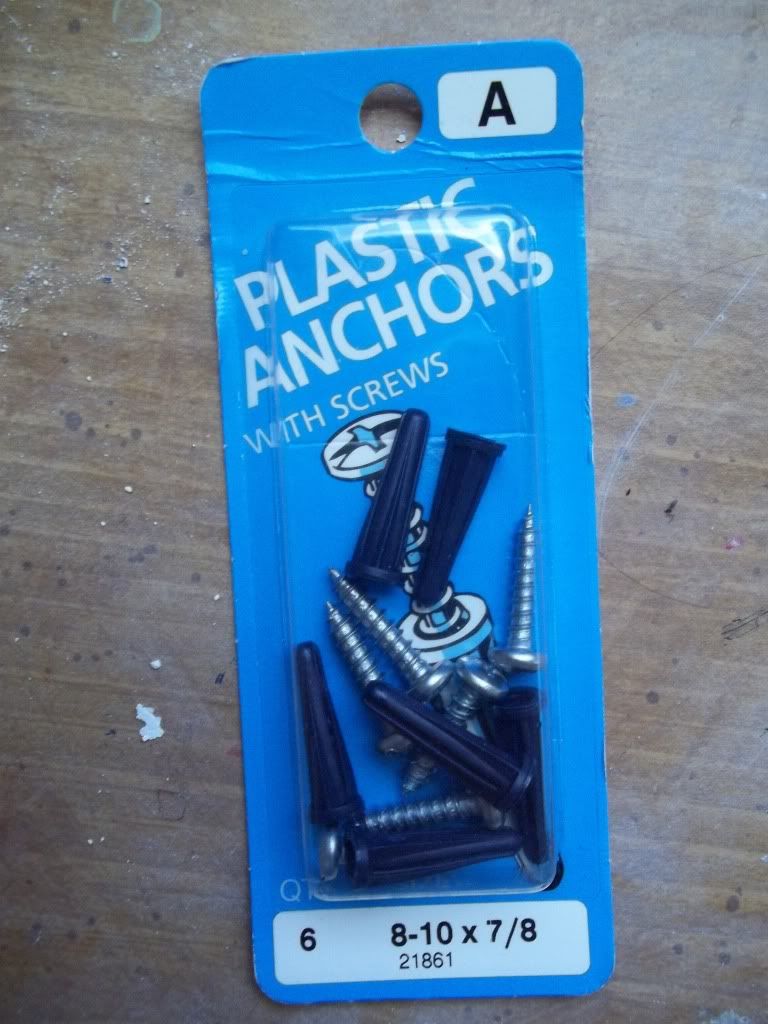 A
PLASTIC
ANCHORS
WITH SCREWS
6 8-10 x 7/8
21861